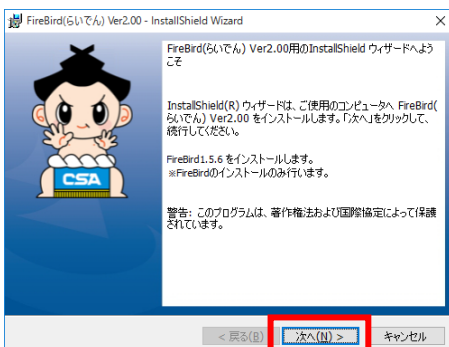 FireBird(らいでん) Ver2.00 - InstallShield Wizard
FireBird(らいでん) Ver2.00用のInstallShield ウィザードへよう
こそ
InstallShield(R) ウィザードは、ご使用のコンピュータへ FireBird(
らいでん) Ver2.00 をインストールします。「次へ」をクリックして、
続行してください。
FireBird1.5.6 をインストールします。
※FireBirdのインストールのみ行います。
警告: このプログラムは、著作権法および国際協定によって保護
されています。
CSA
< 戻る(B)
次へ(N) >
キャンセル